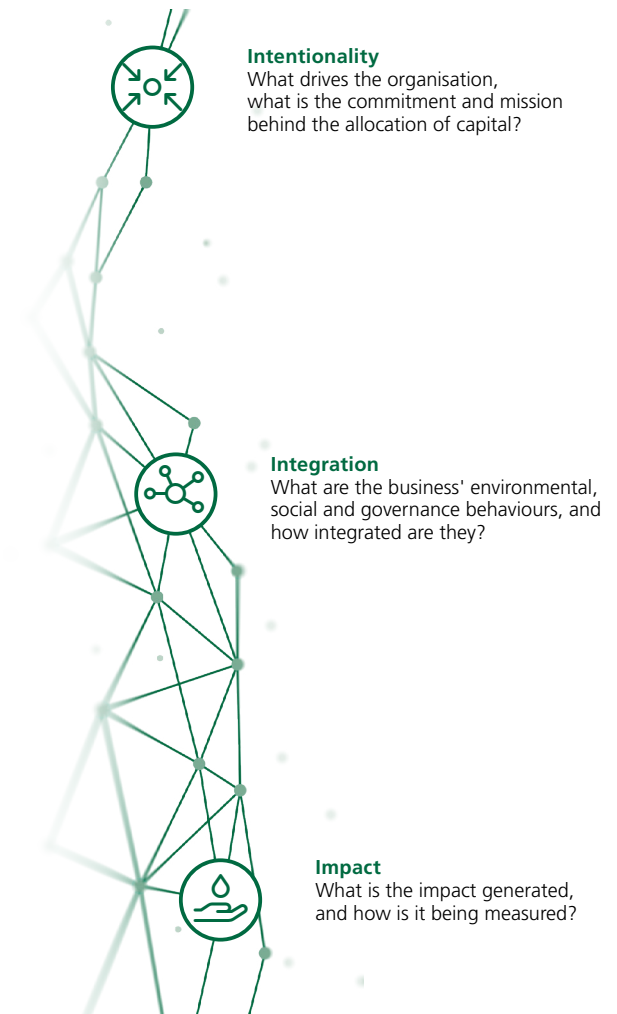 Intentionality
What drives the organisation,
what is the commitment and mission
behind the allocation of capital?
Integration
What are the business' environmental,
social and governance behaviours, and
how integrated are they?
Impact
What is the impact generated,
and how is it being measured?